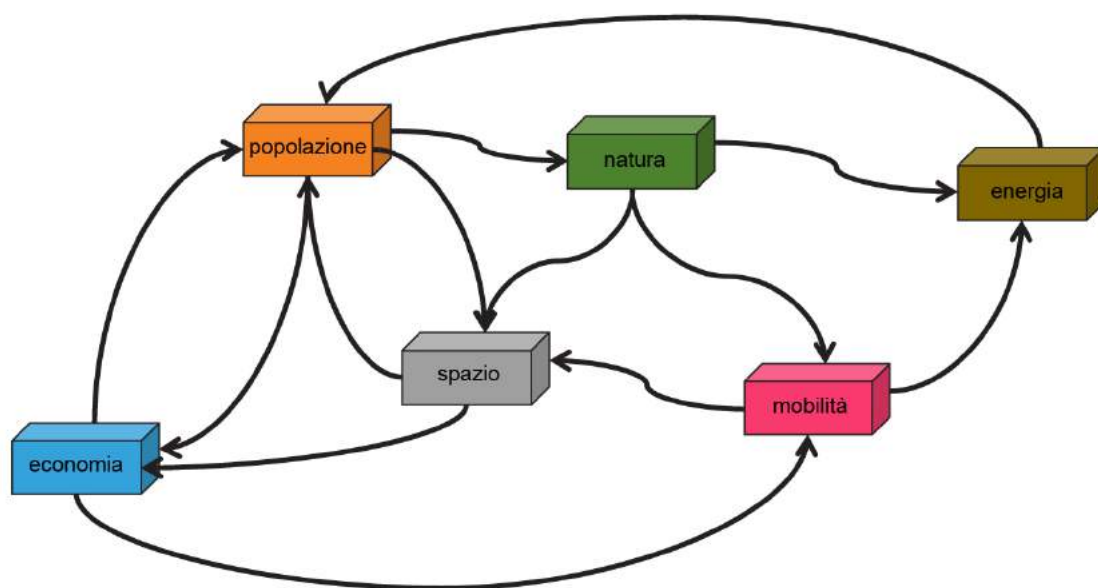 popolazione
natura
energia
spazio
mobilità
economia